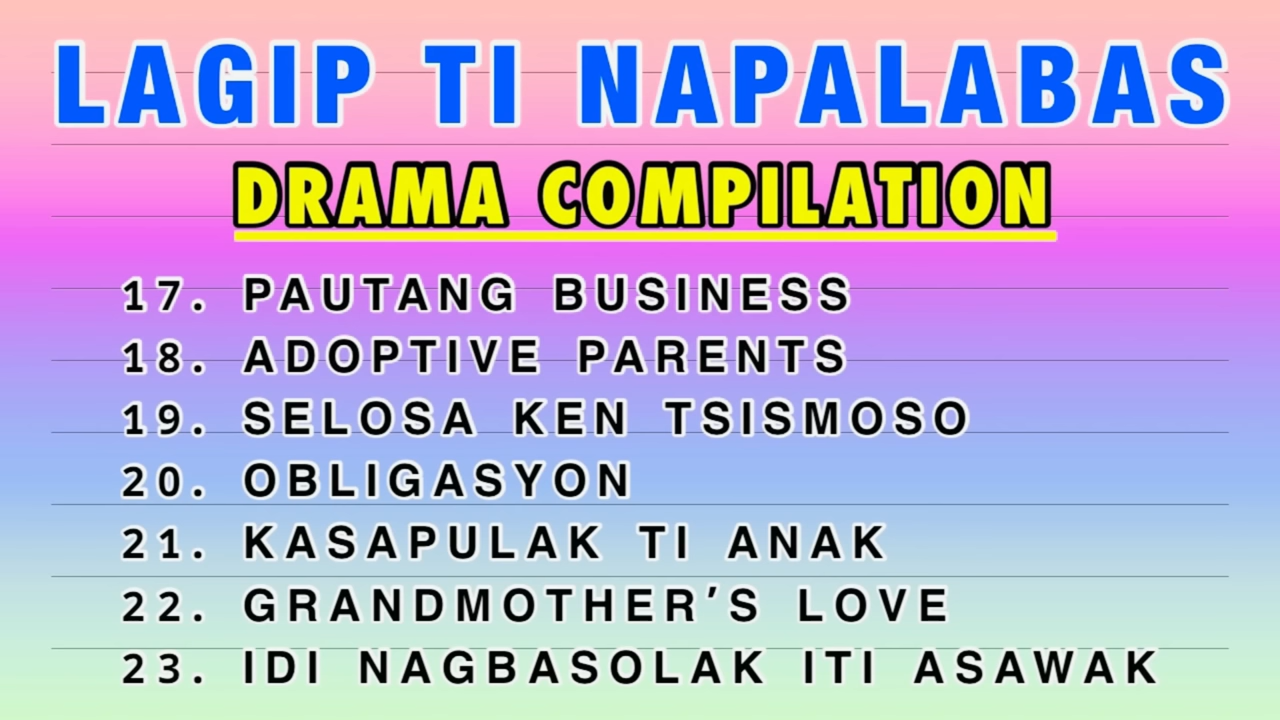 LAGIP TI NAPALABAS
DRAMA COMPILATION
17. PAUTANG BUSINESS
18. ADOPTIVE PARENTS
19. SELOSA KEN TSISMOSO
20. OBLIGASYON
21. KASAPULAK TI ANAK
22. GRANDMOTHER'S LOVE
23. IDI NAGBASOLAK ITI ASAWAK